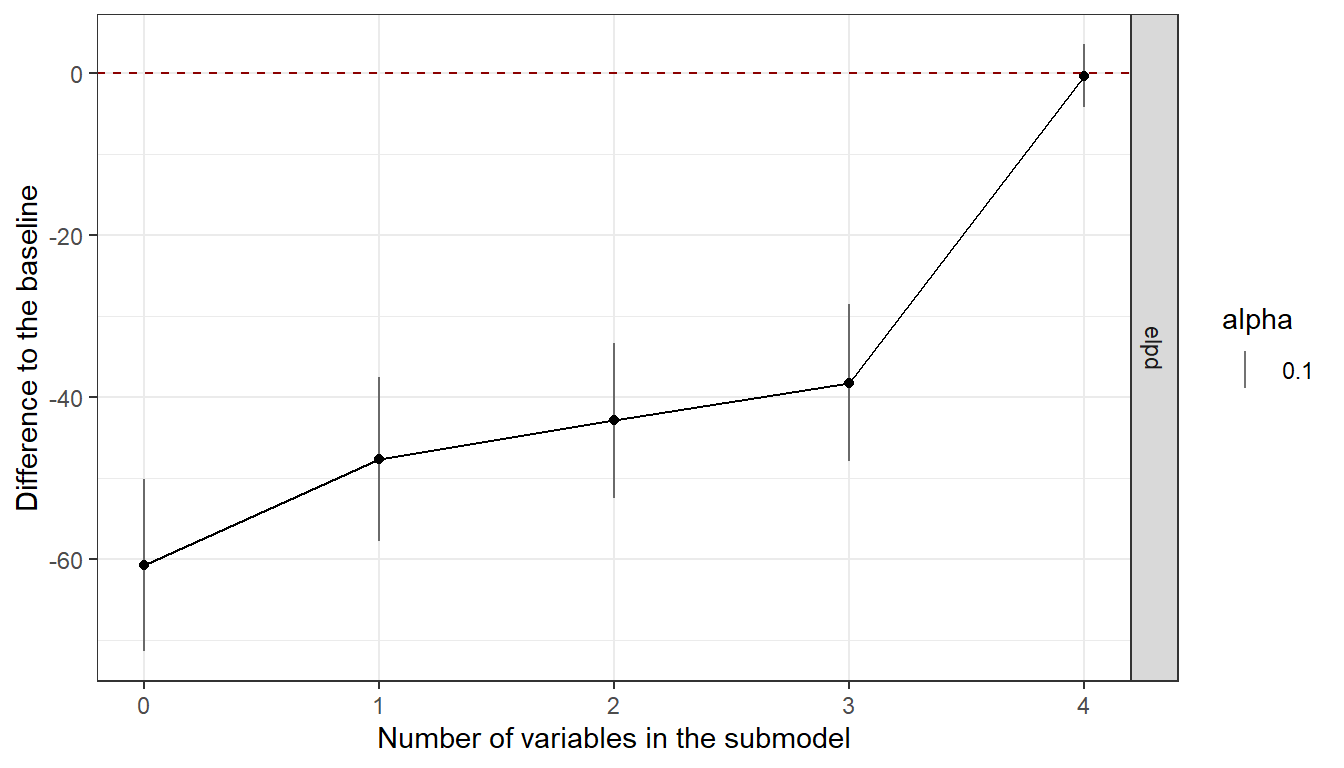 Difference to the baseline
0
-20
-40
-60
0 1 2 3 4
Number of variables in the submodel
elpd
alpha
0.1